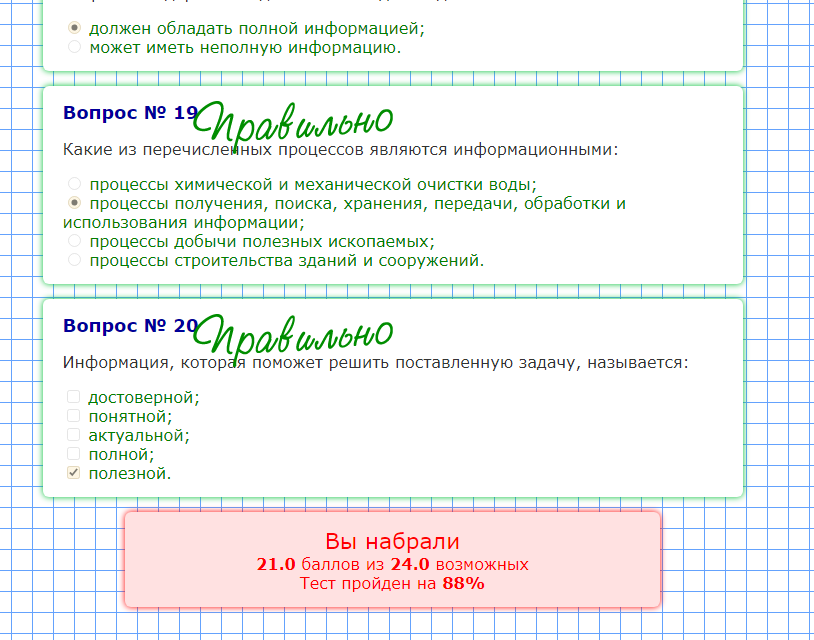 должен обладать полной информацией;
может иметь неполную информацию.
Вопрос № 19
Правильно
Какие из перечисленных процессов являются информационными:
процессы химической и механической очистки воды;
процессы получения, поиска, хранения, передачи, обработки и
использования информации;
процессы добычи полезных ископаемых;
процессы строительства зданий и сооружений.
Вопрос № 20
Правильно
Информация, которая поможет решить поставленную задачу, называется:
достоверной;
понятной;
актуальной;
полной;
полезной.
Вы набрали
21.0 баллов из 24.0 возможных
Тест пройден на 88%